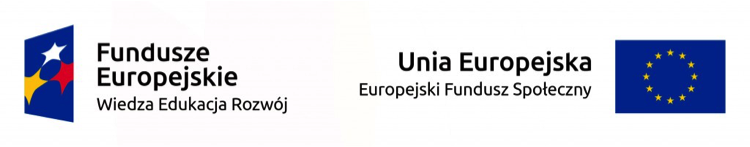 Fundusze
Europejskie
Wiedza Edukacja Rozwój
Unia Europejska
Europejski Fundusz Społeczny